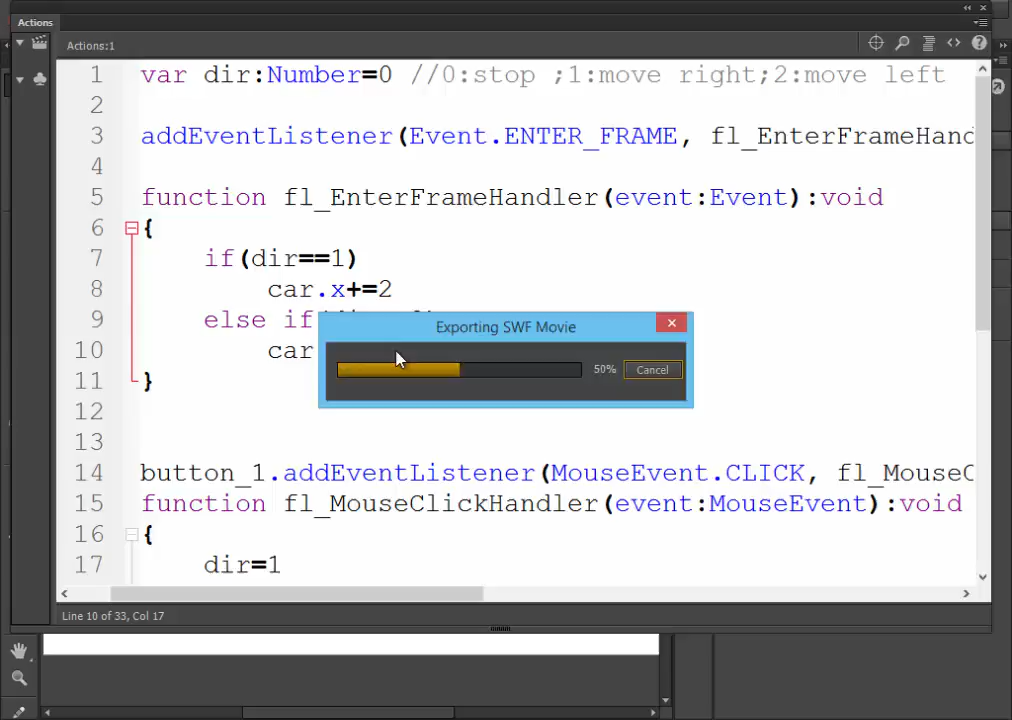 Actions
Actions:1
1 var dir:Number=0 //0:stop ;1:move right;2:move left
2
3 addEventListener(Event.ENTER_FRAME, fl_EnterFrameHand
4
5 function fl_EnterFrameHandler(event:Event):void
6 {
7 if(dir==1)
8 car.x+=2
9 else if
10 car
11 }
12
13
14 button_1.addEventListener(MouseEvent.CLICK, fl_MouseC
15 function fl_MouseClickHandler(event:MouseEvent):void
16 {
17 dir=1
Exporting SWF Movie
50% Cancel
Line 10 of 33, Col 17